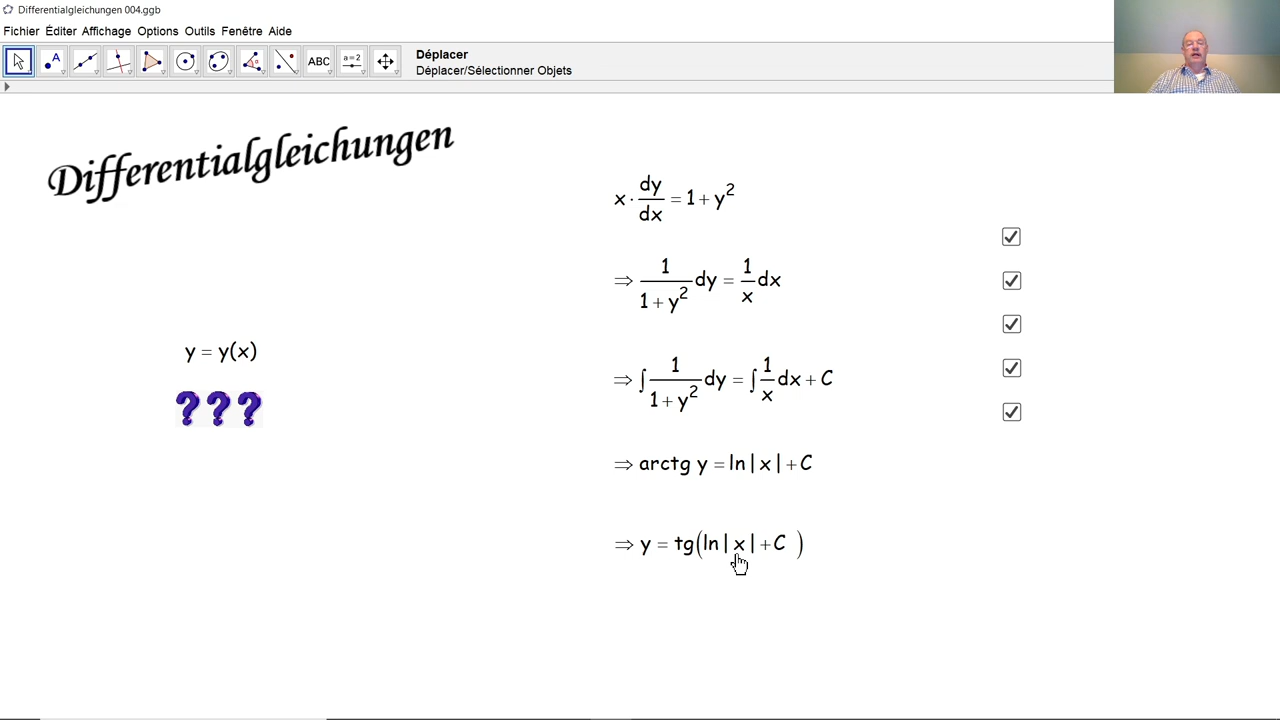 Differentialgleichungen 004.ggb
Fichier Éditer Affichage Options Outils Fenêtre Aide
A
ABC
a=2
Déplacer
Déplacer/Sélectionner Objets
Differentialgleichungen
x · dy/dx = 1 + y²
⇒ 1/(1 + y²) dy = 1/x dx
y = y(x)
???
⇒ ∫ 1/(1 + y²) dy = ∫ 1/x dx + C
⇒ arctg y = ln | x | + C
⇒ y = tg(ln | x | + C )